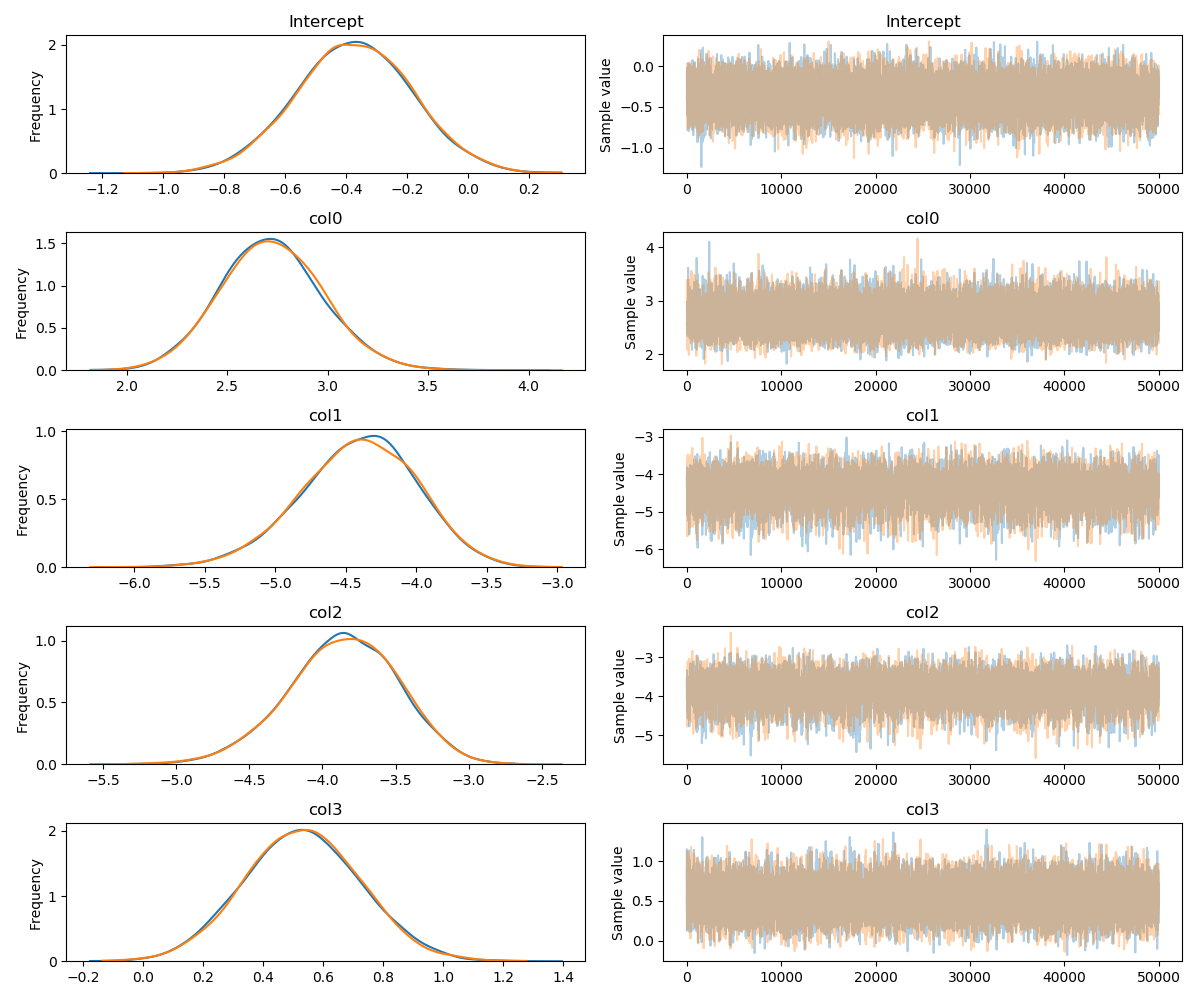 Intercept
Frequency
2
1
0
−1.2 −1.0 −0.8 −0.6 −0.4 −0.2 0.0 0.2
Intercept
Sample value
0.0
−0.5
−1.0
0 10000 20000 30000 40000 50000
col0
Frequency
1.5
1.0
0.5
0.0
2.0 2.5 3.0 3.5 4.0
col0
Sample value
4
3
2
0 10000 20000 30000 40000 50000
col1
Frequency
1.0
0.5
0.0
−6.0 −5.5 −5.0 −4.5 −4.0 −3.5 −3.0
col1
Sample value
−3
−4
−5
−6
0 10000 20000 30000 40000 50000
col2
Frequency
1.0
0.5
0.0
−5.5 −5.0 −4.5 −4.0 −3.5 −3.0 −2.5
col2
Sample value
−3
−4
−5
0 10000 20000 30000 40000 50000
col3
Frequency
2
1
0
−0.2 0.0 0.2 0.4 0.6 0.8 1.0 1.2 1.4
col3
Sample value
1.0
0.5
0.0
0 10000 20000 30000 40000 50000